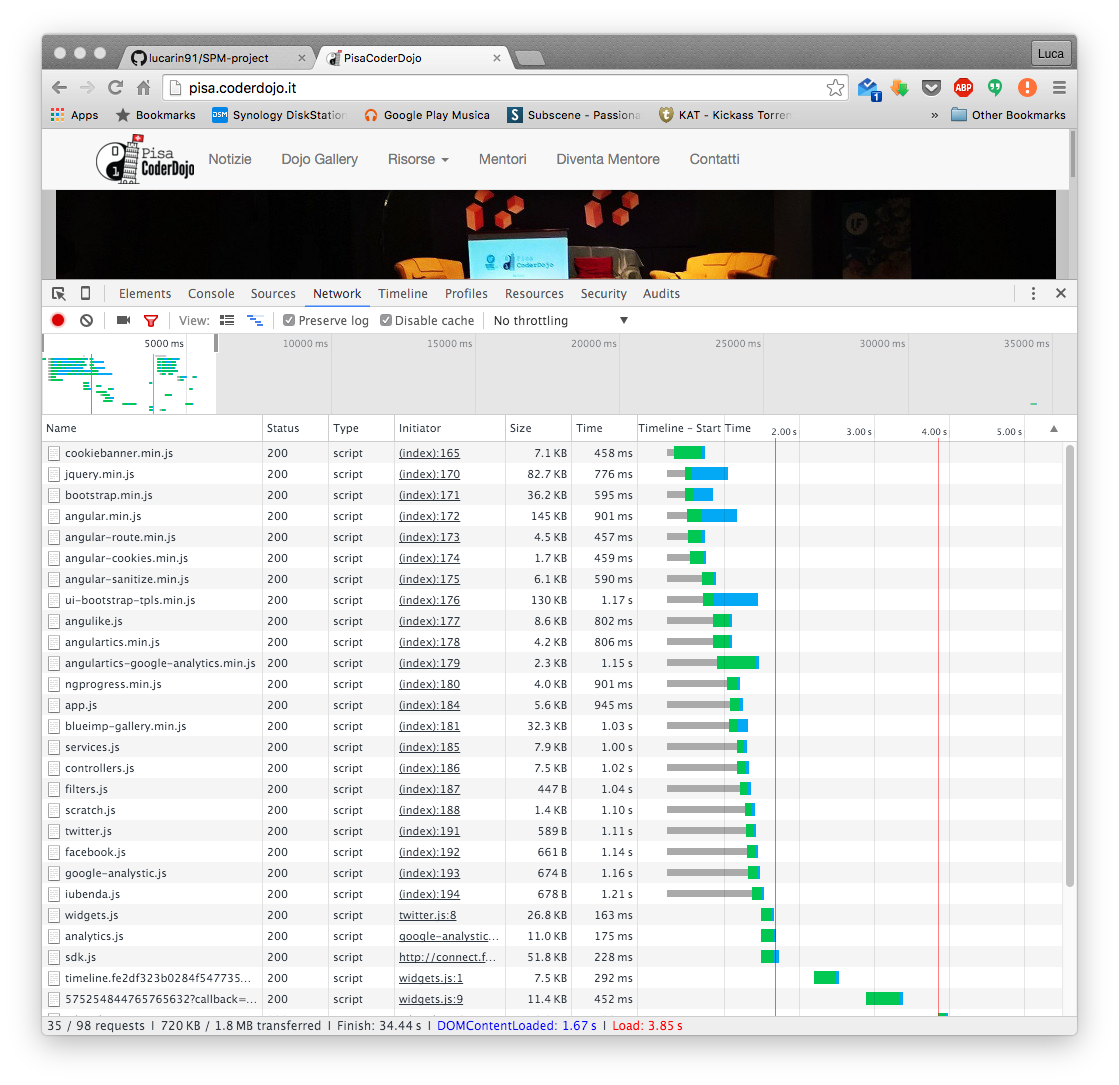 lucarin91/SPM-project PisaCoderDojo Luca
pisa.coderdojo.it 1 ABP
Apps Bookmarks DSM Synology DiskStation Google Play Musica S Subscene - Passiona KAT - Kickass Torren » Other Bookmarks
Pisa CoderDojo Notizie Dojo Gallery Risorse Mentori Diventa Mentore Contatti
Pisa
CoderDojo
Elements Console Sources Network Timeline Profiles Resources Security Audits
View: Preserve log Disable cache No throttling
5000 ms 10000 ms 15000 ms 20000 ms 25000 ms 30000 ms 35000 ms
Name Status Type Initiator Size Time Timeline – Start Time 2.00 s 3.00 s 4.00 s 5.00 s
cookiebanner.min.js 200 script (index):165 7.1 KB 458 ms
jquery.min.js 200 script (index):170 82.7 KB 776 ms
bootstrap.min.js 200 script (index):171 36.2 KB 595 ms
angular.min.js 200 script (index):172 145 KB 901 ms
angular-route.min.js 200 script (index):173 4.5 KB 457 ms
angular-cookies.min.js 200 script (index):174 1.7 KB 459 ms
angular-sanitize.min.js 200 script (index):175 6.1 KB 590 ms
ui-bootstrap-tpls.min.js 200 script (index):176 130 KB 1.17 s
angulike.js 200 script (index):177 8.6 KB 802 ms
angulartics.min.js 200 script (index):178 4.2 KB 806 ms
angulartics-google-analytics.min.js 200 script (index):179 2.3 KB 1.15 s
ngprogress.min.js 200 script (index):180 4.0 KB 901 ms
app.js 200 script (index):184 5.6 KB 945 ms
blueimp-gallery.min.js 200 script (index):181 32.3 KB 1.03 s
services.js 200 script (index):185 7.9 KB 1.00 s
controllers.js 200 script (index):186 7.5 KB 1.02 s
filters.js 200 script (index):187 447 B 1.04 s
scratch.js 200 script (index):188 1.4 KB 1.10 s
twitter.js 200 script (index):191 589 B 1.11 s
facebook.js 200 script (index):192 661 B 1.14 s
google-analystic.js 200 script (index):193 674 B 1.16 s
iubenda.js 200 script (index):194 678 B 1.21 s
widgets.js 200 script twitter.js:8 26.8 KB 163 ms
analytics.js 200 script google-analystic... 11.0 KB 175 ms
sdk.js 200 script http://connect.f... 51.8 KB 228 ms
timeline.fe2df323b0284f547735... 200 script widgets.js:1 7.5 KB 292 ms
575254844765765632?callback=... 200 script widgets.js:9 11.4 KB 452 ms
35 / 98 requests | 720 KB / 1.8 MB transferred | Finish: 34.44 s | DOMContentLoaded: 1.67 s | Load: 3.85 s